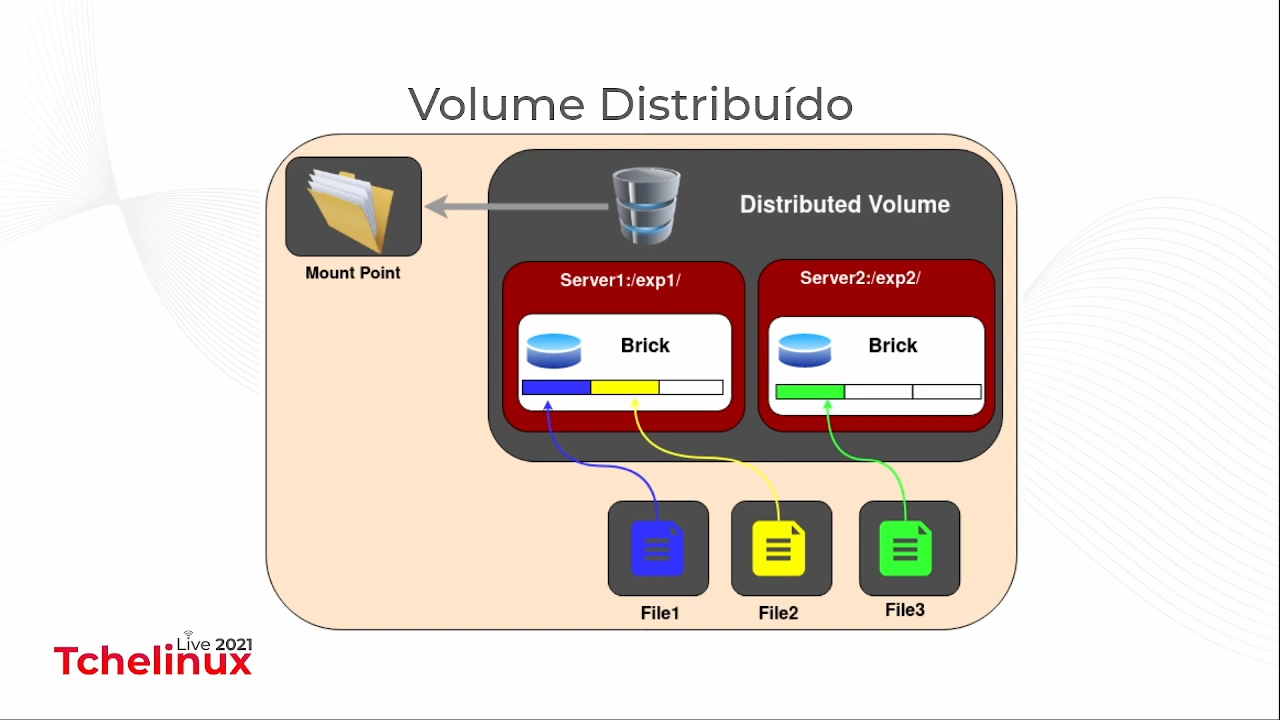 Volume Distribuído
Distributed Volume
Mount Point
Server1:/exp1/
Server2:/exp2/
Brick
Brick
File1
File2
File3
Live 2021
Tchelinux